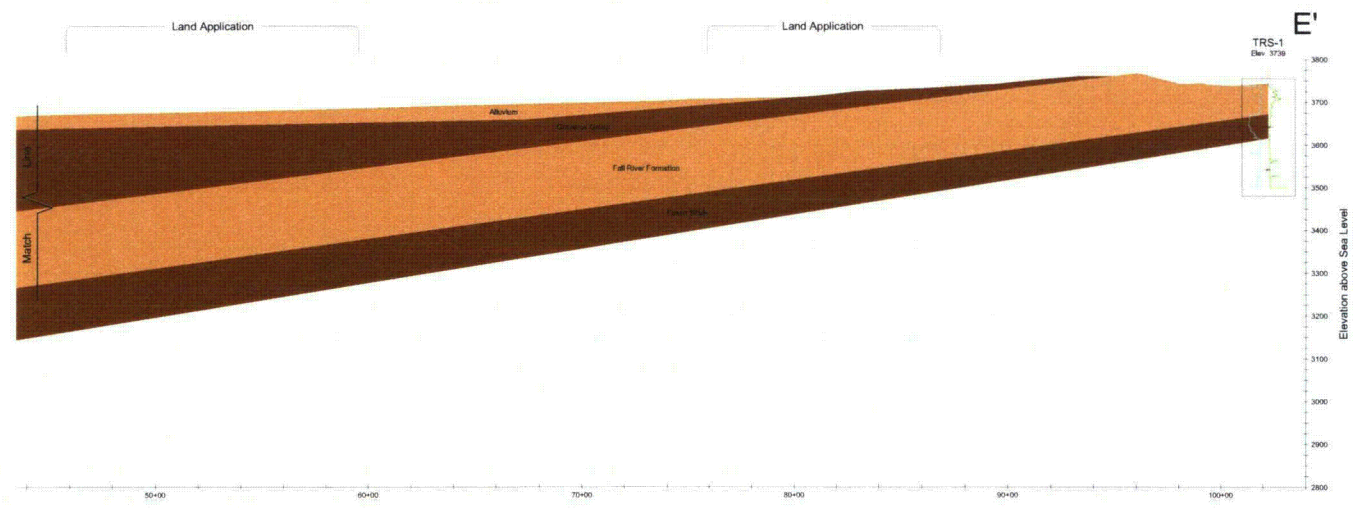 Land Application
Land Application
E'
TRS-1
Elev 3739
3800
3700
3600
3500
3400
3300
3200
3100
3000
2900
2800
Elevation above Sea Level
Alluvium
Fall River Formation
Line
Match
50+00
60+00
70+00
80+00
90+00
100+00